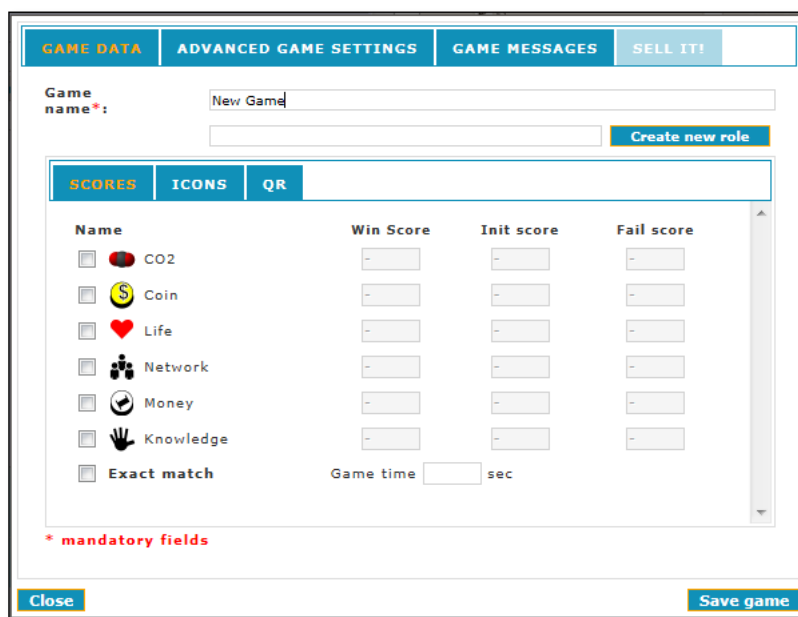 GAME DATA ADVANCED GAME SETTINGS GAME MESSAGES SELL IT!
Game
name*:
New Game
Create new role
SCORES ICONS QR
Name Win Score Init score Fail score
CO2 - - -
$ Coin - - -
Life - - -
Network - - -
Money - - -
Knowledge - - -
Exact match Game time sec
* mandatory fields
Close Save game